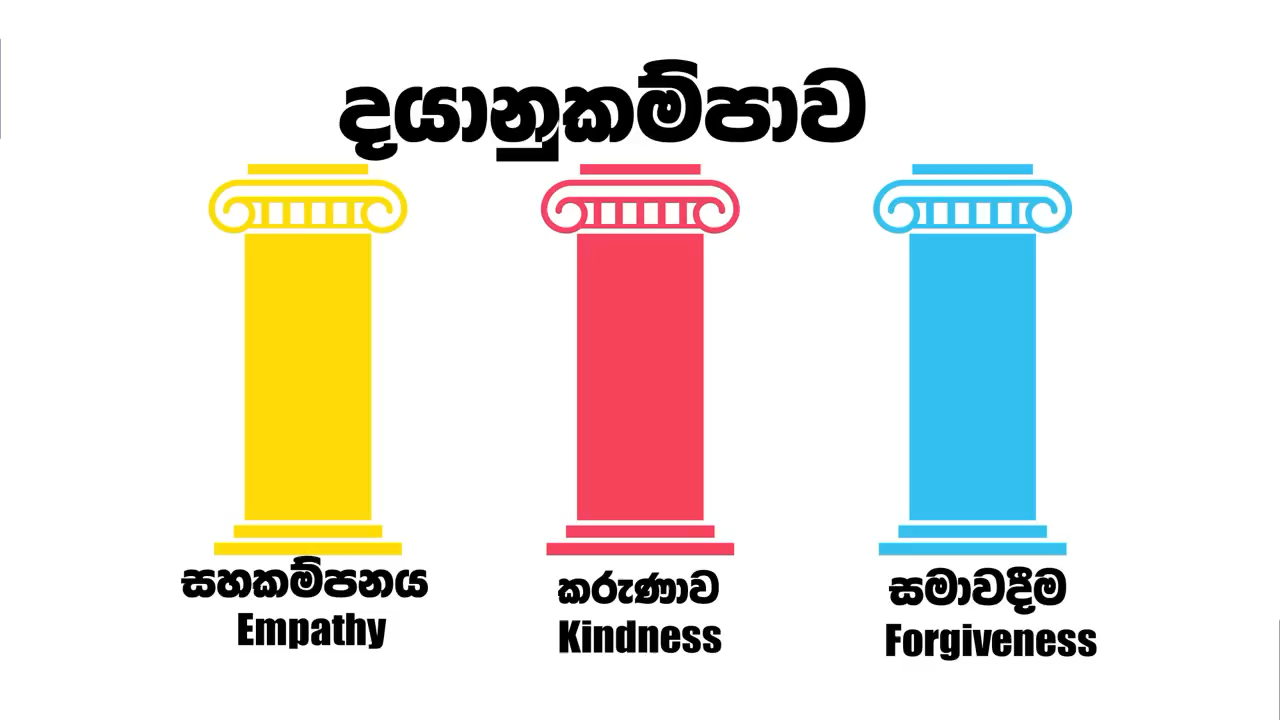 දයානුකම්පාව
සහකම්පනය
Empathy
කරුණාව
Kindness
සමාවදීම
Forgiveness